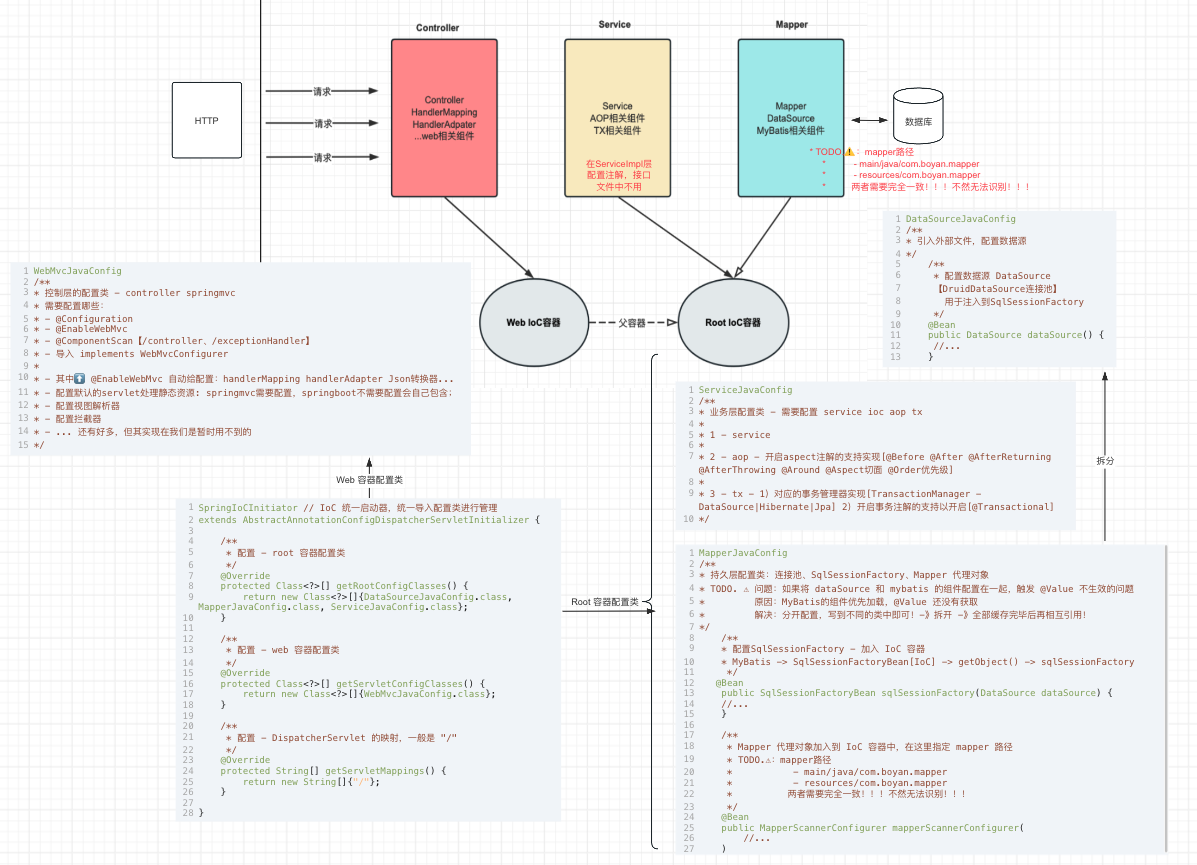 Controller
Service
Mapper
HTTP
请求
请求
请求
Controller
HandlerMapping
HandlerAdpater
...web相关组件
Service
AOP相关组件
TX相关组件
在ServiceImpl层
配置注解，接口
文件中不用
Mapper
DataSource
MyBatis相关组件
数据库
* TODO ⚠️：mapper路径
* - main/java/com.boyan.mapper
* - resources/com.boyan.mapper
* 两者需要完全一致！！！不然无法识别！！！
Web IoC容器
父容器
Root IoC容器
1 DataSourceJavaConfig
2 /**
3 * 引入外部文件，配置数据源
4 */
5 /**
6 * 配置数据源 DataSource
7 【DruidDataSource连接池】
8 用于注入到SqlSessionFactory
9 */
10 @Bean
11 public DataSource dataSource() {
12 //...
13 }
1 WebMvcJavaConfig
2 /**
3 * 控制层的配置类 - controller springmvc
4 * 需要配置哪些：
5 * - @Configuration
6 * - @EnableWebMvc
7 * - @ComponentScan【/controller、/exceptionHandler】
8 * - 导入 implements WebMvcConfigurer
9 *
10 * - 其中⬆️ @EnableWebMvc 自动给配置：handlerMapping handlerAdapter Json转换器...
11 * - 配置默认的servlet处理静态资源：springmvc需要配置，springboot不需要配置会自己包含；
12 * - 配置视图解析器
13 * - 配置拦截器
14 * - ... 还有好多，但其实现在我们是暂时用不到的
15 */
Web 容器配置类
1 SpringIoCInitiator // IoC 统一启动器，统一导入配置类进行管理
2 extends AbstractAnnotationConfigDispatcherServletInitializer {
3
4 /**
5 * 配置 - root 容器配置类
6 */
7 @Override
8 protected Class<?>[] getRootConfigClasses() {
9 return new Class<?>[]{DataSourceJavaConfig.class,
MapperJavaConfig.class, ServiceJavaConfig.class};
10 }
11
12 /**
13 * 配置 - web 容器配置类
14 */
15 @Override
16 protected Class<?>[] getServletConfigClasses() {
17 return new Class<?>[]{WebMvcJavaConfig.class};
18 }
19
20 /**
21 * 配置 - DispatcherServlet 的映射，一般是 "/"
22 */
23 @Override
24 protected String[] getServletMappings() {
25 return new String[]{"/"};
26 }
27
28 }
Root 容器配置类
1 ServiceJavaConfig
2 /**
3 * 业务层配置类 - 需要配置 service ioc aop tx
4 *
5 * 1 - service
6 *
7 * 2 - aop - 开启aspect注解的支持实现[@Before @After @AfterReturning
@AfterThrowing @Around @Aspect切面 @Order优先级]
8 *
9 * 3 - tx - 1) 对应的事务管理器实现[TransactionManager -
DataSource|Hibernate|Jpa] 2) 开启事务注解的支持以开启[@Transactional]
10 */
拆分
1 MapperJavaConfig
2 /**
3 * 持久层配置类：连接池、SqlSessionFactory、Mapper 代理对象
4 * TODO. ⚠ 问题：如果将 dataSource 和 mybatis 的组件配置在一起，触发 @Value 不生效的问题
5 * 原因：MyBatis的组件优先加载，@Value 还没有获取
6 * 解决：分开配置，写到不同的类中即可！-》拆开 -》全部缓存完毕后再相互引用！
7 */
8 /**
9 * 配置SqlSessionFactory - 加入 IoC 容器
10 * MyBatis -> SqlSessionFactoryBean[IoC] -> getObject() -> sqlSessionFactory
11 */
12 @Bean
13 public SqlSessionFactoryBean sqlSessionFactory(DataSource dataSource) {
14 //...
15 }
16
17 /**
18 * Mapper 代理对象加入到 IoC 容器中，在这里指定 mapper 路径
19 * TODO.⚠：mapper路径
20 * - main/java/com.boyan.mapper
21 * - resources/com.boyan.mapper
22 * 两者需要完全一致！！！不然无法识别！！！
23 */
24 @Bean
25 public MapperScannerConfigurer mapperScannerConfigurer(
26 //...
27 )